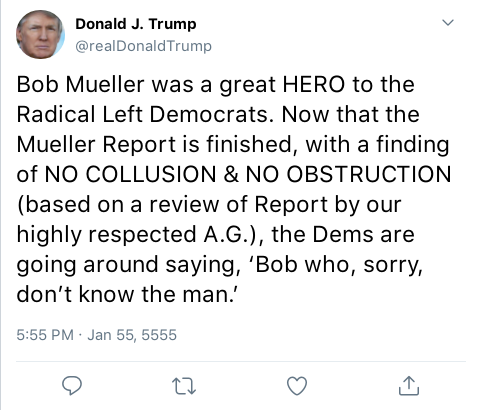 Donald J. Trump
@realDonaldTrump
Bob Mueller was a great HERO to the
Radical Left Democrats. Now that the
Mueller Report is finished, with a finding
of NO COLLUSION & NO OBSTRUCTION
(based on a review of Report by our
highly respected A.G.), the Dems are
going around saying, ‘Bob who, sorry,
don’t know the man.’
5:55 PM · Jan 55, 5555